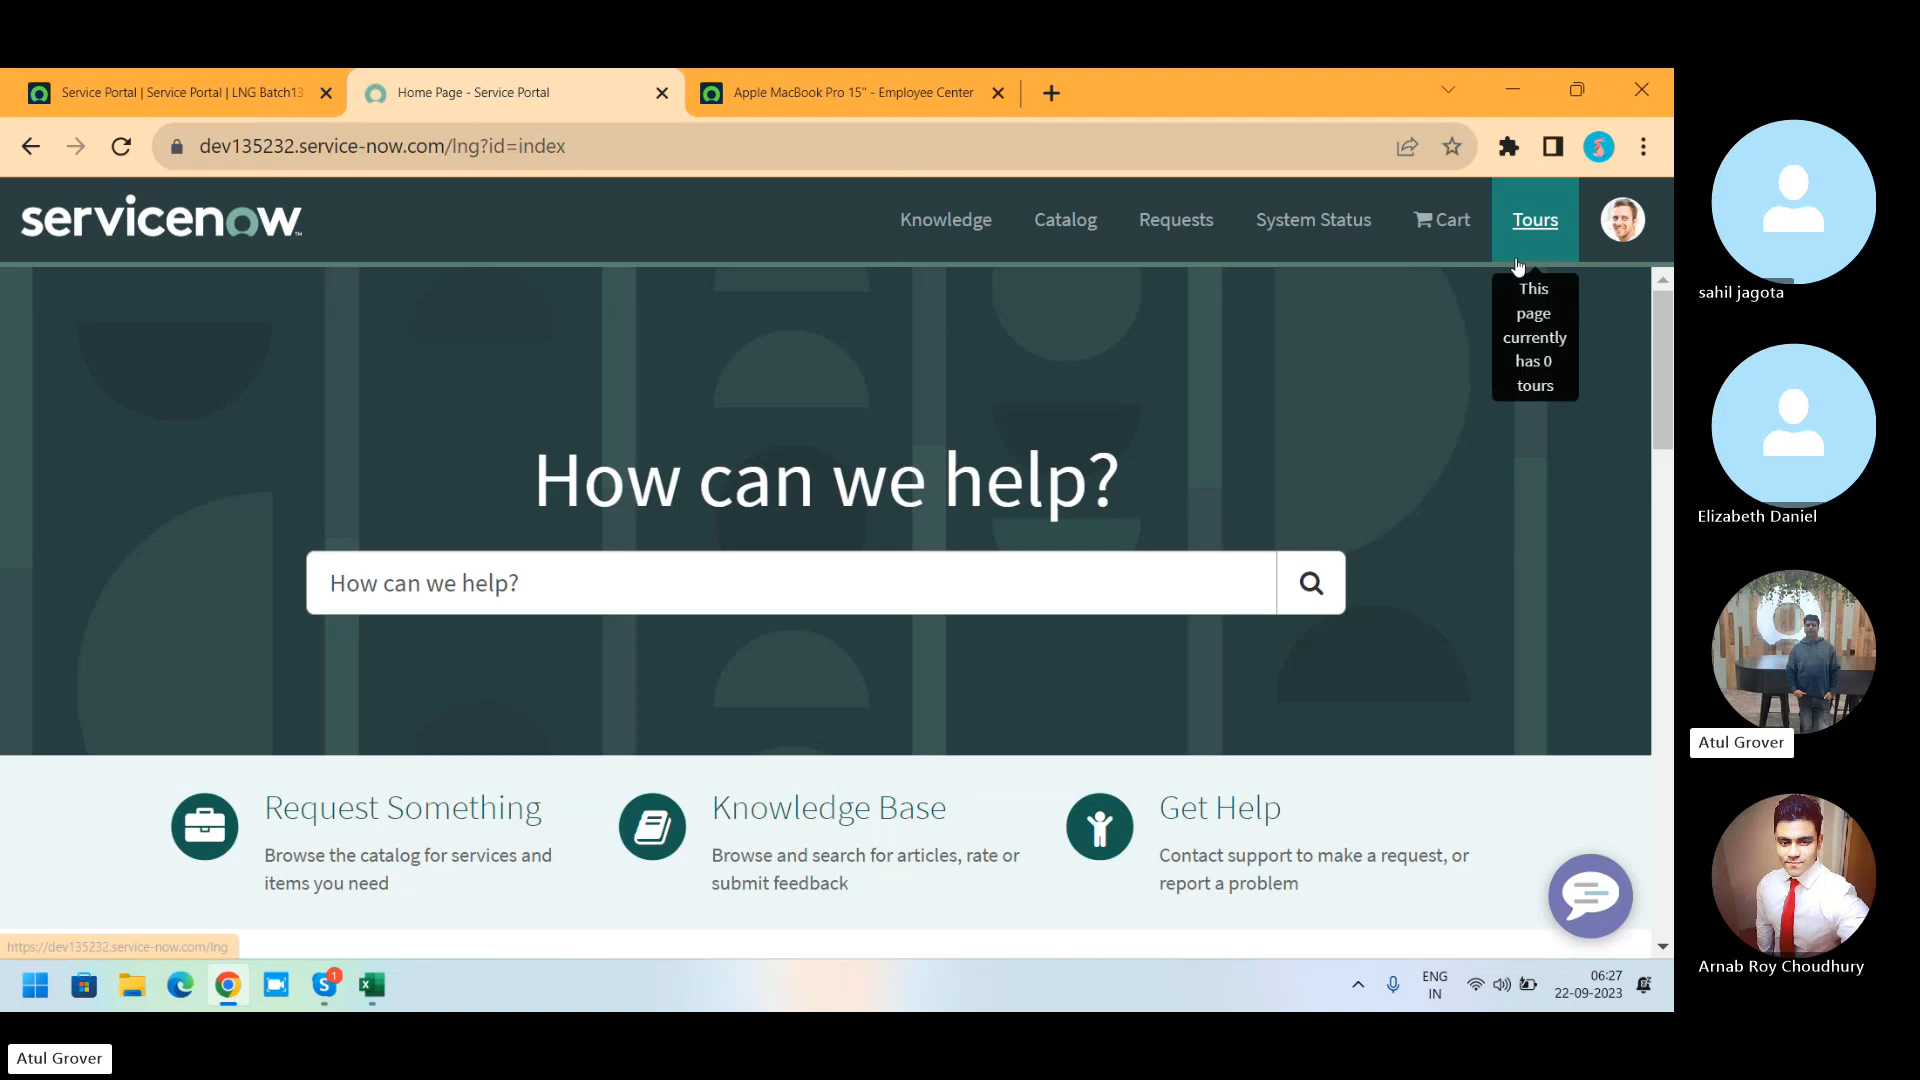 Service Portal | Service Portal | LNG Batch13
Home Page - Service Portal
Apple MacBook Pro 15" - Employee Center
dev135232.service-now.com/lng?id=index
servicenow
Knowledge
Catalog
Requests
System Status
Cart
Tours
This
page
currently
has 0
tours
How can we help?
How can we help?
Request Something
Browse the catalog for services and
items you need
Knowledge Base
Browse and search for articles, rate or
submit feedback
Get Help
Contact support to make a request, or
report a problem
https://dev135232.service-now.com/lng
1
ENG
IN
06:27
22-09-2023
sahil jagota
Elizabeth Daniel
Atul Grover
Arnab Roy Choudhury
Atul Grover